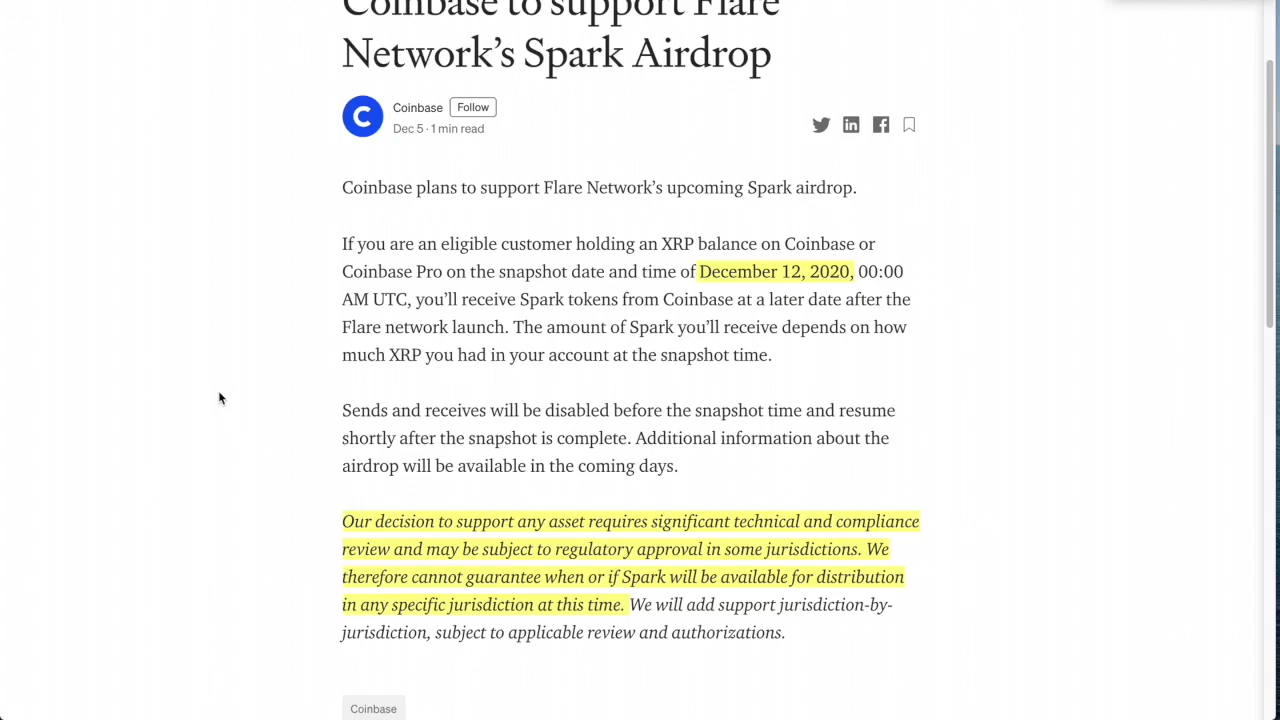 Coinbase to support Flare
Network’s Spark Airdrop
C
Coinbase Follow
Dec 5 · 1 min read
Coinbase plans to support Flare Network’s upcoming Spark airdrop.
If you are an eligible customer holding an XRP balance on Coinbase or
Coinbase Pro on the snapshot date and time of December 12, 2020, 00:00
AM UTC, you’ll receive Spark tokens from Coinbase at a later date after the
Flare network launch. The amount of Spark you’ll receive depends on how
much XRP you had in your account at the snapshot time.
Sends and receives will be disabled before the snapshot time and resume
shortly after the snapshot is complete. Additional information about the
airdrop will be available in the coming days.
Our decision to support any asset requires significant technical and compliance
review and may be subject to regulatory approval in some jurisdictions. We
therefore cannot guarantee when or if Spark will be available for distribution
in any specific jurisdiction at this time. We will add support jurisdiction-by-
jurisdiction, subject to applicable review and authorizations.
Coinbase